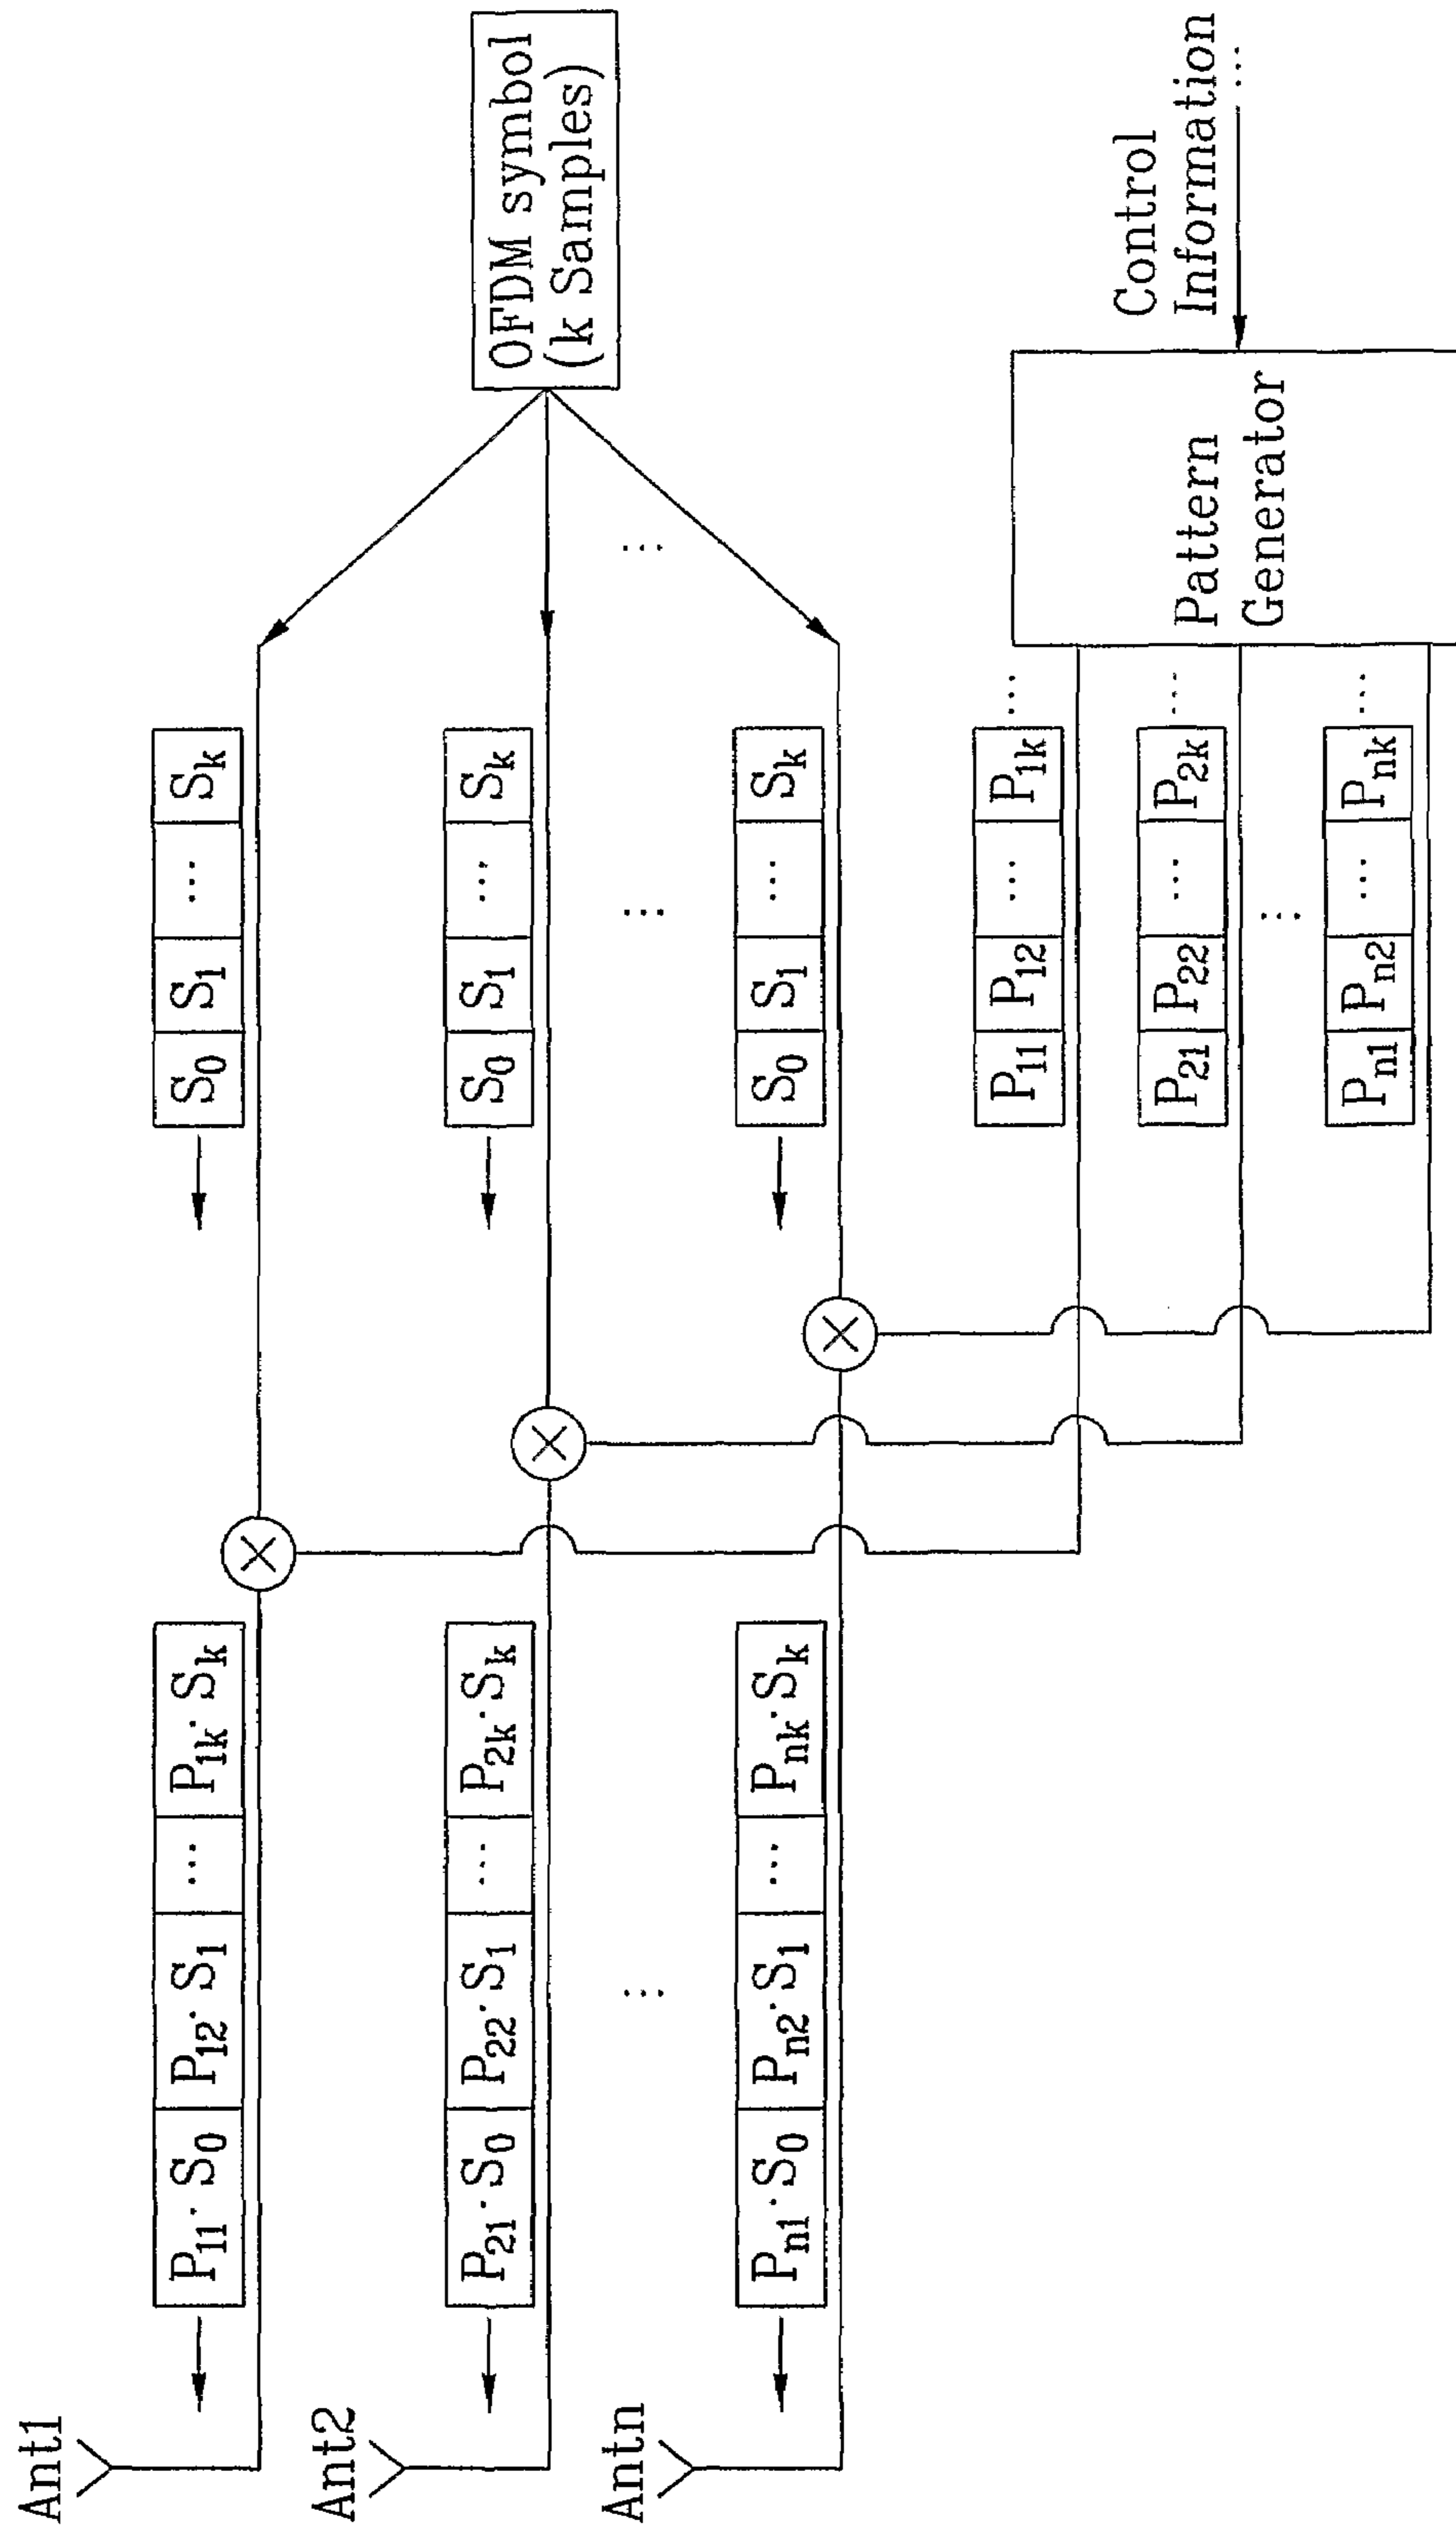 Ant1
P11·S0 P12·S1 ... P1k·Sk
S0 S1 ... Sk
Ant2
P21·S0 P22·S1 ... P2k·Sk
S0 S1 ... Sk
OFDM symbol
(k Samples)
...
...
...
Antn
Pn1·S0 Pn2·S1 ... Pnk·Sk
S0 S1 ... Sk
P11 P12 ... P1k ...
P21 P22 ... P2k ...
...
Pn1 Pn2 ... Pnk ...
Pattern
Generator
Control
Information ...